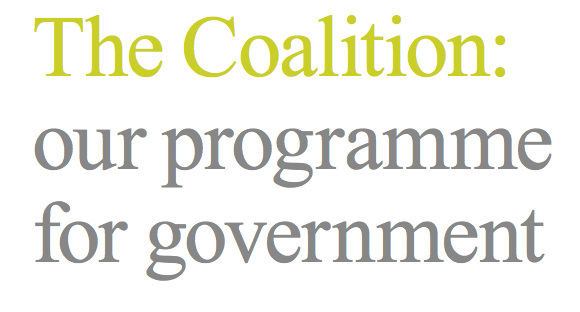 The Coalition:
our programme
for government